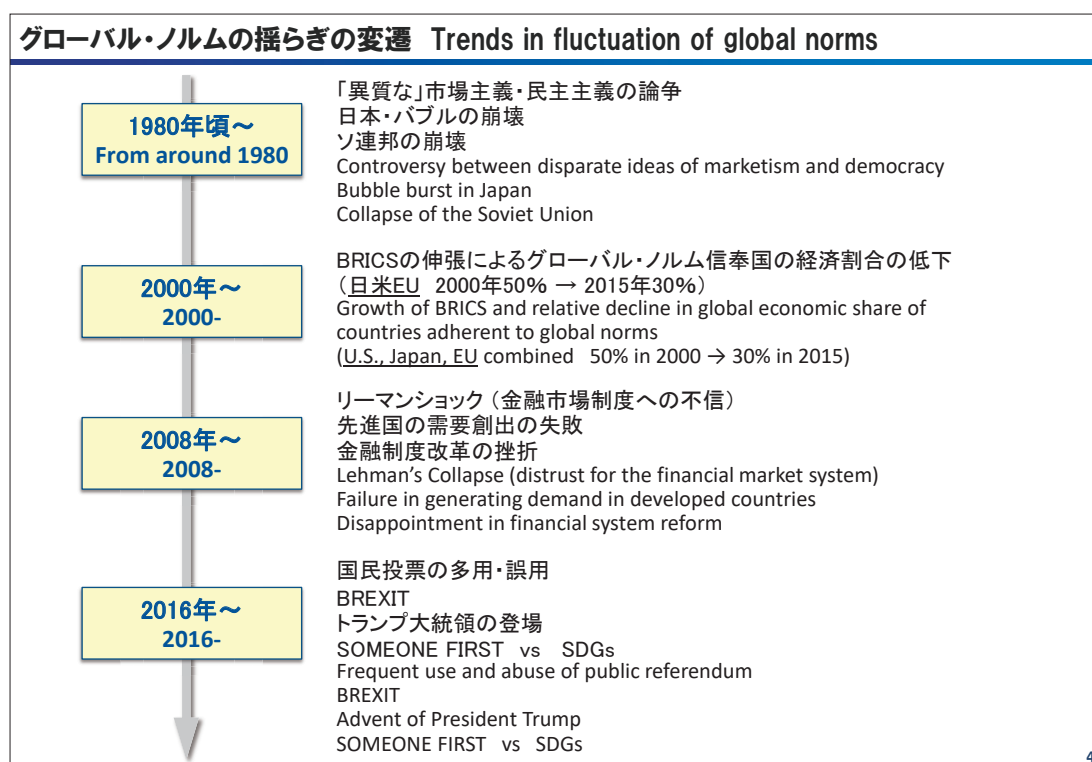 グローバル・ノルムの揺らぎの変遷 Trends in fluctuation of global norms
1980年頃～
From around 1980
「異質な」市場主義・民主主義の論争
日本・バブルの崩壊
ソ連邦の崩壊
Controversy between disparate ideas of marketism and democracy
Bubble burst in Japan
Collapse of the Soviet Union
2000年～
2000-
BRICSの伸張によるグローバル・ノルム信奉国の経済割合の低下
（日米EU 2000年50% → 2015年30%）
Growth of BRICS and relative decline in global economic share of
countries adherent to global norms
(U.S., Japan, EU combined 50% in 2000 → 30% in 2015)
2008年～
2008-
リーマンショック（金融市場制度への不信）
先進国の需要創出の失敗
金融制度改革の挫折
Lehman’s Collapse (distrust for the financial market system)
Failure in generating demand in developed countries
Disappointment in financial system reform
2016年～
2016-
国民投票の多用・誤用
BREXIT
トランプ大統領の登場
SOMEONE FIRST vs SDGs
Frequent use and abuse of public referendum
BREXIT
Advent of President Trump
SOMEONE FIRST vs SDGs
4